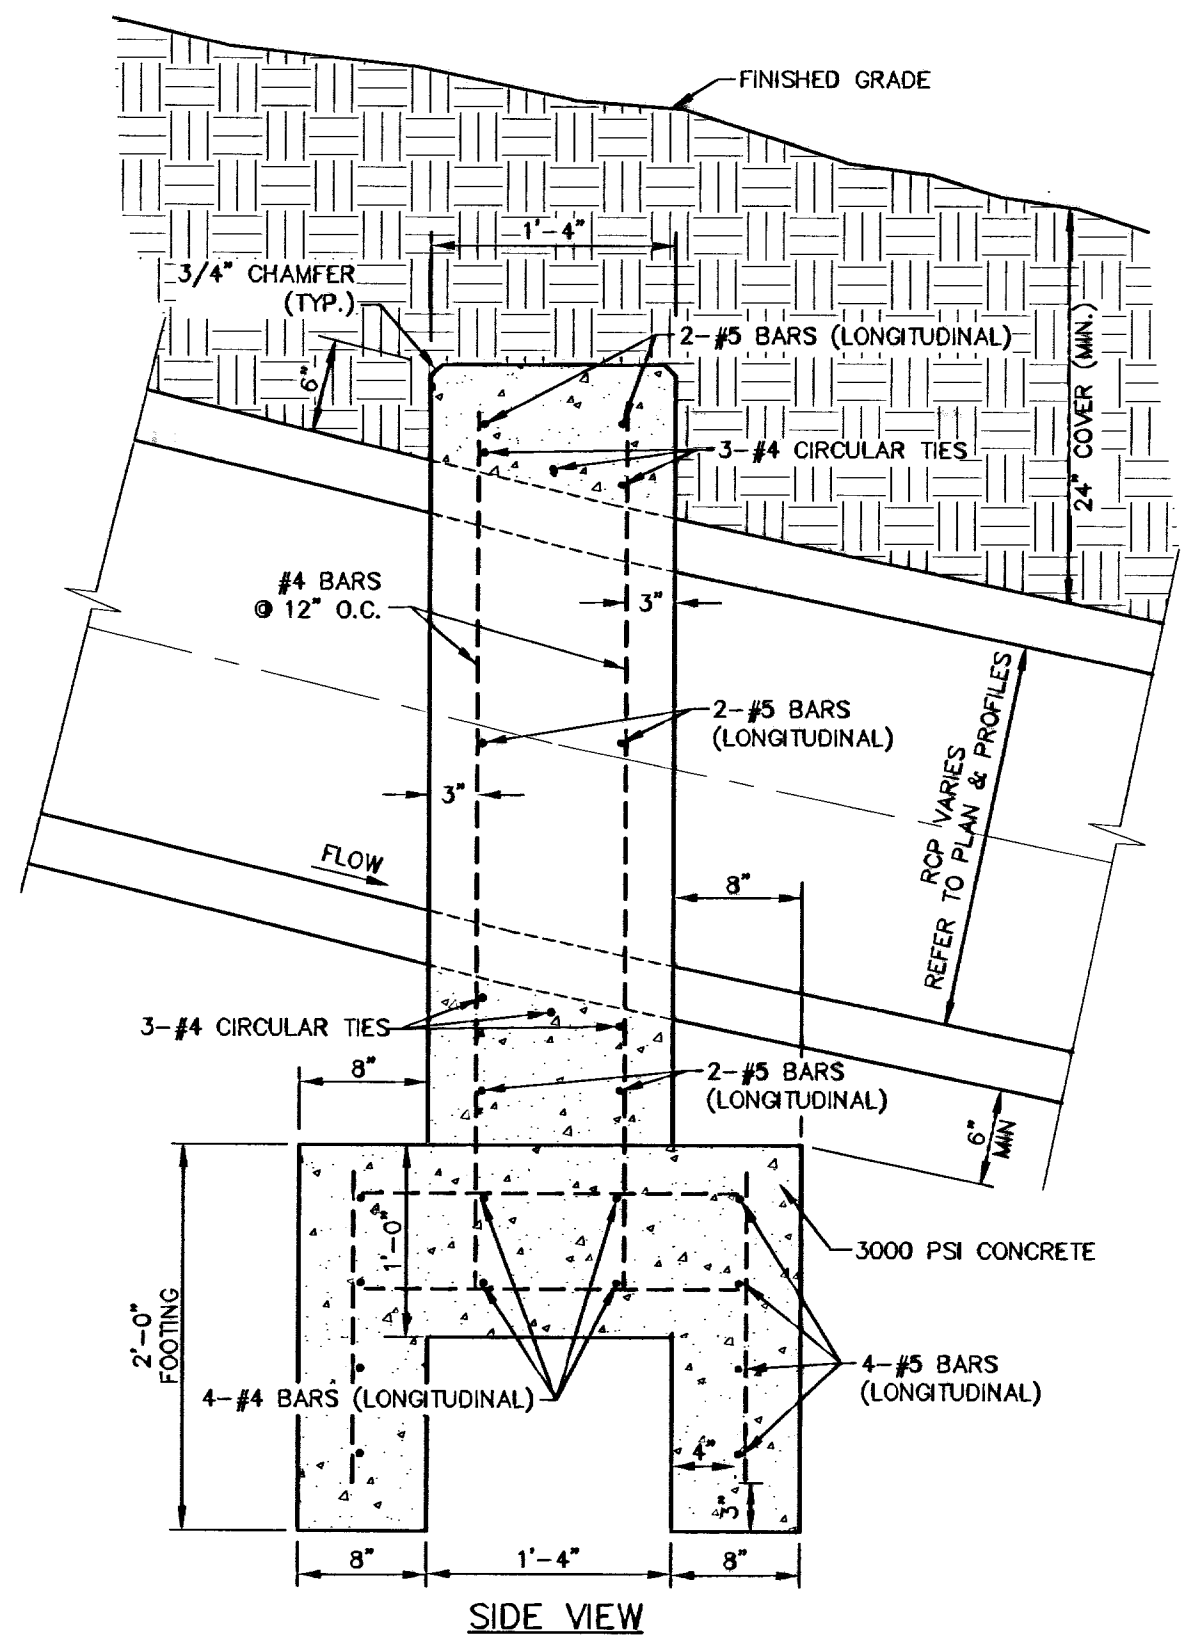 FINISHED GRADE
1'-4"
3/4" CHAMFER
(TYP.)
2-#5 BARS (LONGITUDINAL)
6"
3-#4 CIRCULAR TIES
24" COVER (MIN.)
#4 BARS
@ 12" O.C.
3"
2-#5 BARS
(LONGITUDINAL)
3"
RCP VARIES
REFER TO PLAN & PROFILES
FLOW
8"
3-#4 CIRCULAR TIES
8"
2-#5 BARS
(LONGITUDINAL)
6"
MIN
1'-0"
3000 PSI CONCRETE
2'-0"
FOOTING
4-#4 BARS (LONGITUDINAL)
4-#5 BARS
(LONGITUDINAL)
4"
3"
8"
1'-4"
8"
SIDE VIEW